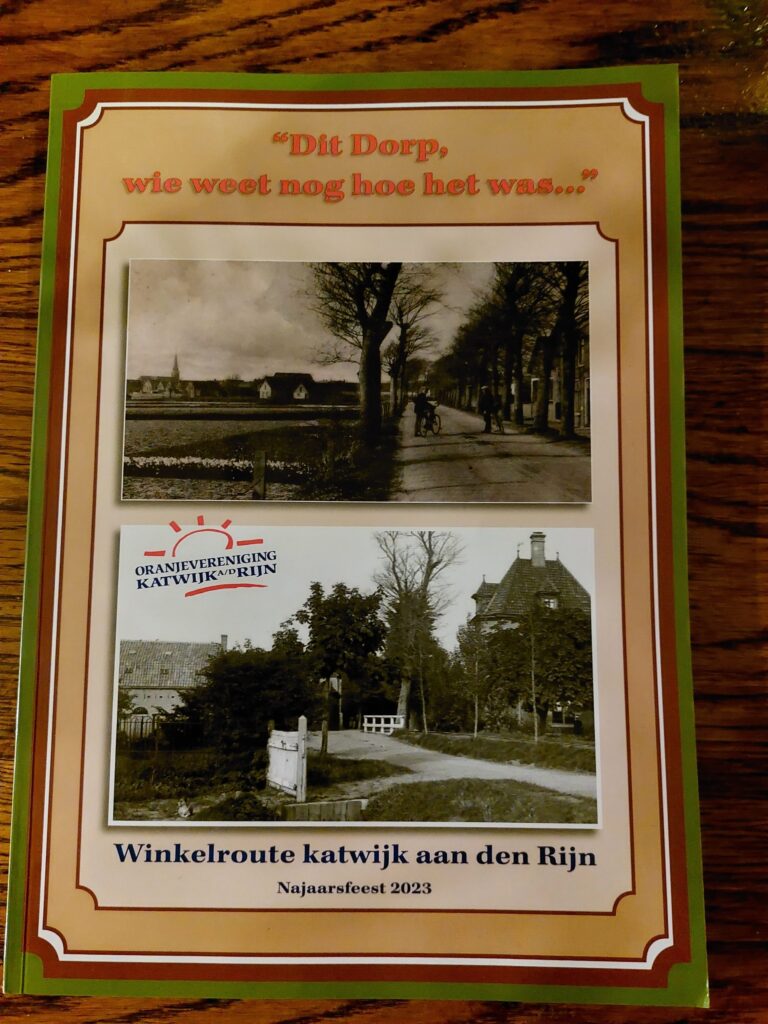 “Dit Dorp,
wie weet nog hoe het was...”
ORANJEVERENIGING
KATWIJK A/D RIJN
Winkelroute katwijk aan den Rijn
Najaarsfeest 2023